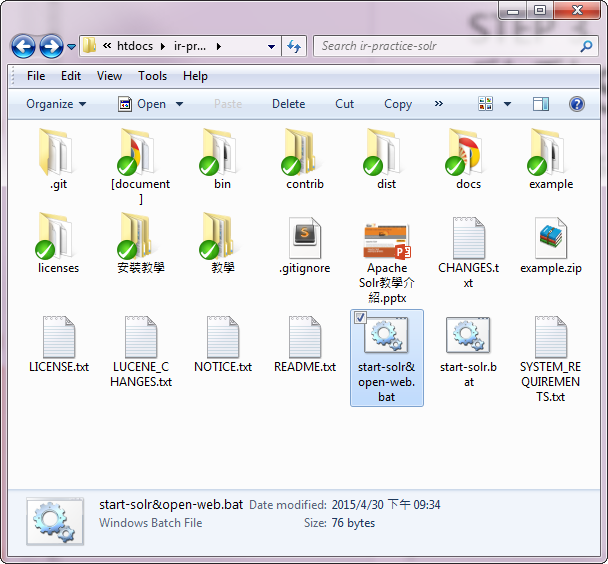 STEP 3
« htdocs ▸ ir-pr... ▸
Search ir-practice-solr
File Edit View Tools Help
Organize Open Paste Delete Cut Copy »
.git
[document
]
bin
contrib
dist
docs
example
licenses
安裝教學
教學
.gitignore
Apache
Solr教學介
紹.pptx
CHANGES.t
xt
example.zip
LICENSE.txt
LUCENE_C
HANGES.txt
NOTICE.txt
README.txt
start-solr&
open-web.
bat
start-solr.b
at
SYSTEM_RE
QUIREMEN
TS.txt
start-solr&open-web.bat Date modified: 2015/4/30 下午 09:34
Windows Batch File Size: 76 bytes